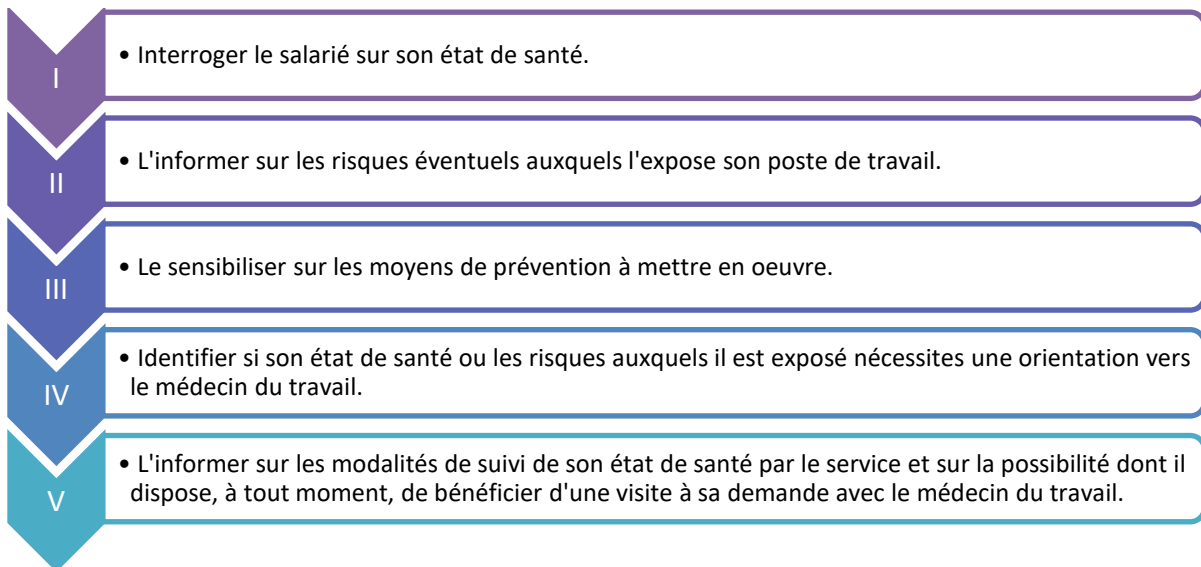 I
• Interroger le salarié sur son état de santé.
II
• L'informer sur les risques éventuels auxquels l'expose son poste de travail.
III
• Le sensibiliser sur les moyens de prévention à mettre en oeuvre.
IV
• Identifier si son état de santé ou les risques auxquels il est exposé nécessites une orientation vers
le médecin du travail.
V
• L'informer sur les modalités de suivi de son état de santé par le service et sur la possibilité dont il
dispose, à tout moment, de bénéficier d'une visite à sa demande avec le médecin du travail.